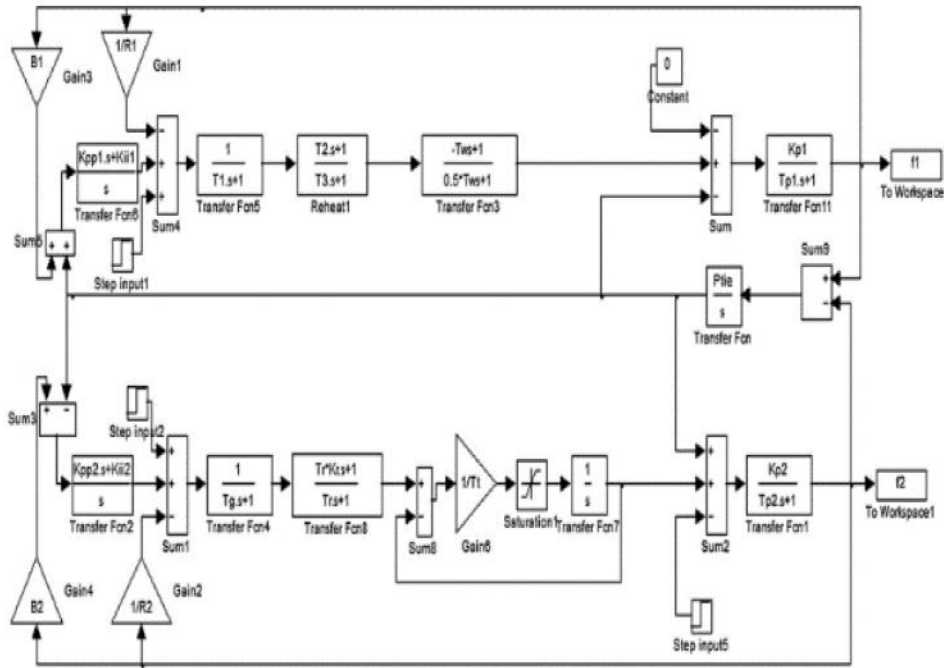 B1
Gain3
1/R1
Gain1
0
Constant
Kpp1.s+Kii1
s
Transfer Fcn6
Sum4
1
T1.s+1
Transfer Fcn5
T2.s+1
T3.s+1
Reheat1
-Tws+1
0.5*Tws+1
Transfer Fcn3
Sum
Kp1
Tp1.s+1
Transfer Fcn11
f1
To Workspace
Sum5
Step input1
Sum9
Ptie
s
Transfer Fcn
Sum3
Step input2
Kpp2.s+Kii2
s
Transfer Fcn2
Sum1
1
Tg.s+1
Transfer Fcn4
Tr*Kr.s+1
Tr.s+1
Transfer Fcn8
Sum8
1/Tt
Gain6
Saturation1
1
s
Transfer Fcn7
Sum2
Kp2
Tp2.s+1
Transfer Fcn1
f2
To Workspace1
B2
Gain4
1/R2
Gain2
Step input5